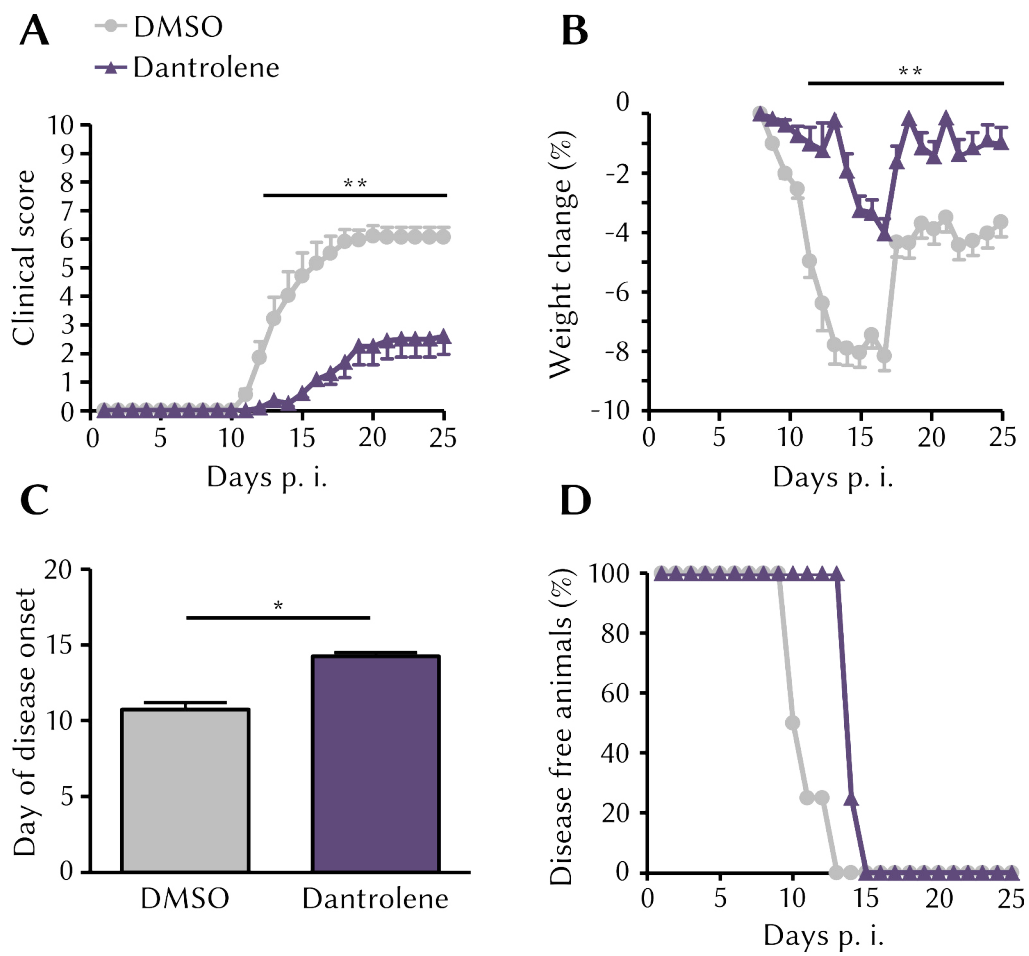 A
DMSO
Dantrolene
**
10
9
8
7
6
5
4
3
2
1
0
Clinical score
0 5 10 15 20 25
Days p. i.
B
**
0
-2
-4
-6
-8
-10
Weight change (%)
0 5 10 15 20 25
Days p. i.
C
*
20
15
10
5
0
Day of disease onset
DMSO Dantrolene
D
100
80
60
40
20
0
Disease free animals (%)
0 5 10 15 20 25
Days p. i.